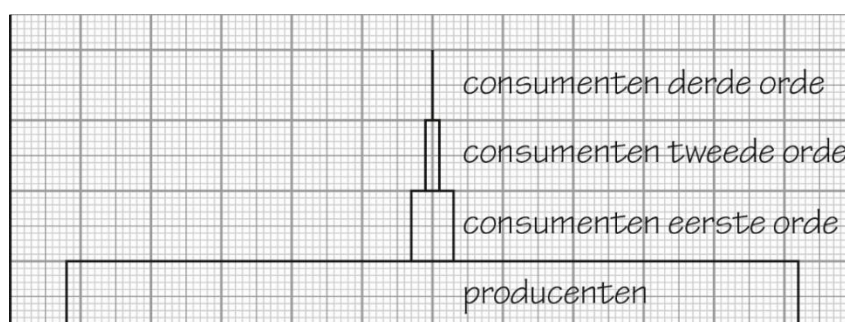 consumenten derde orde
consumenten tweede orde
consumenten eerste orde
producenten